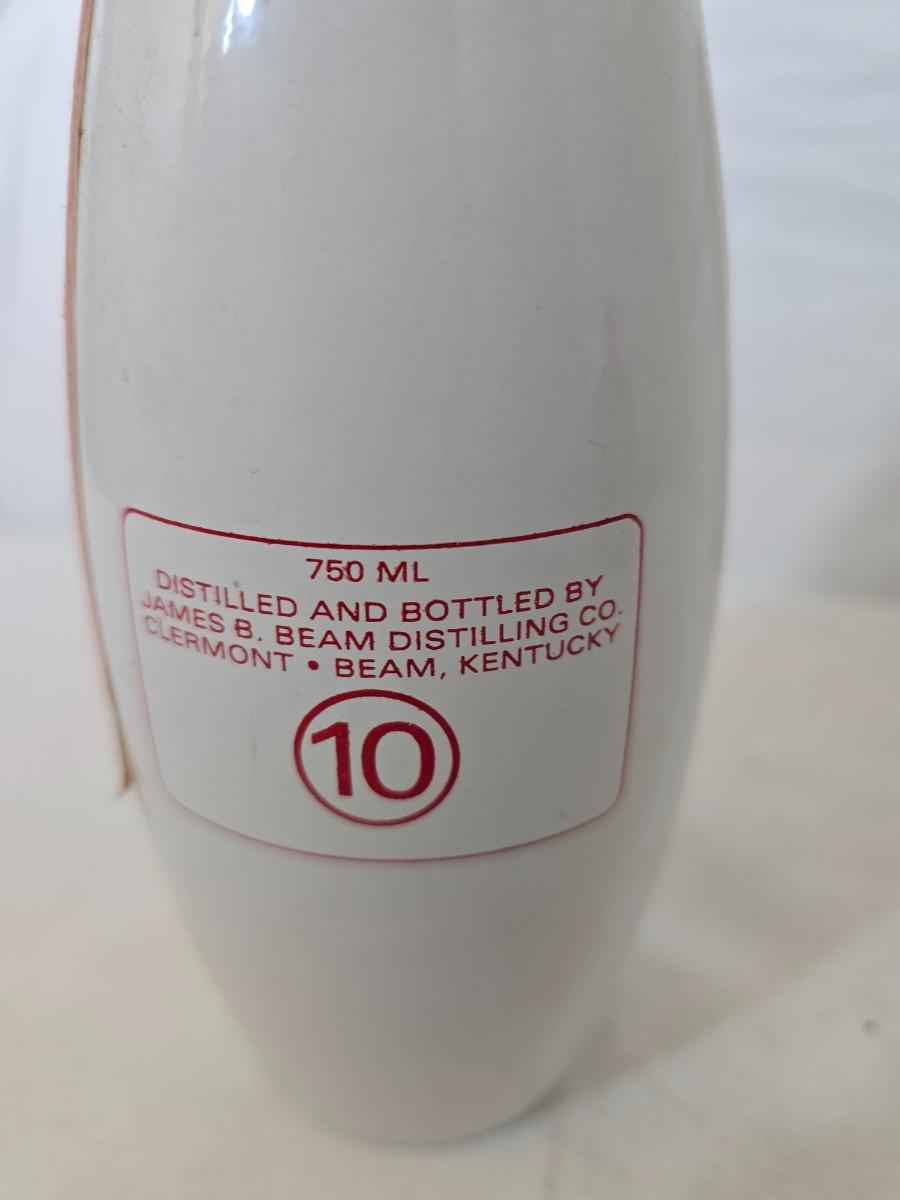 750 ML
DISTILLED AND BOTTLED BY
JAMES B. BEAM DISTILLING CO.
CLERMONT • BEAM, KENTUCKY
10